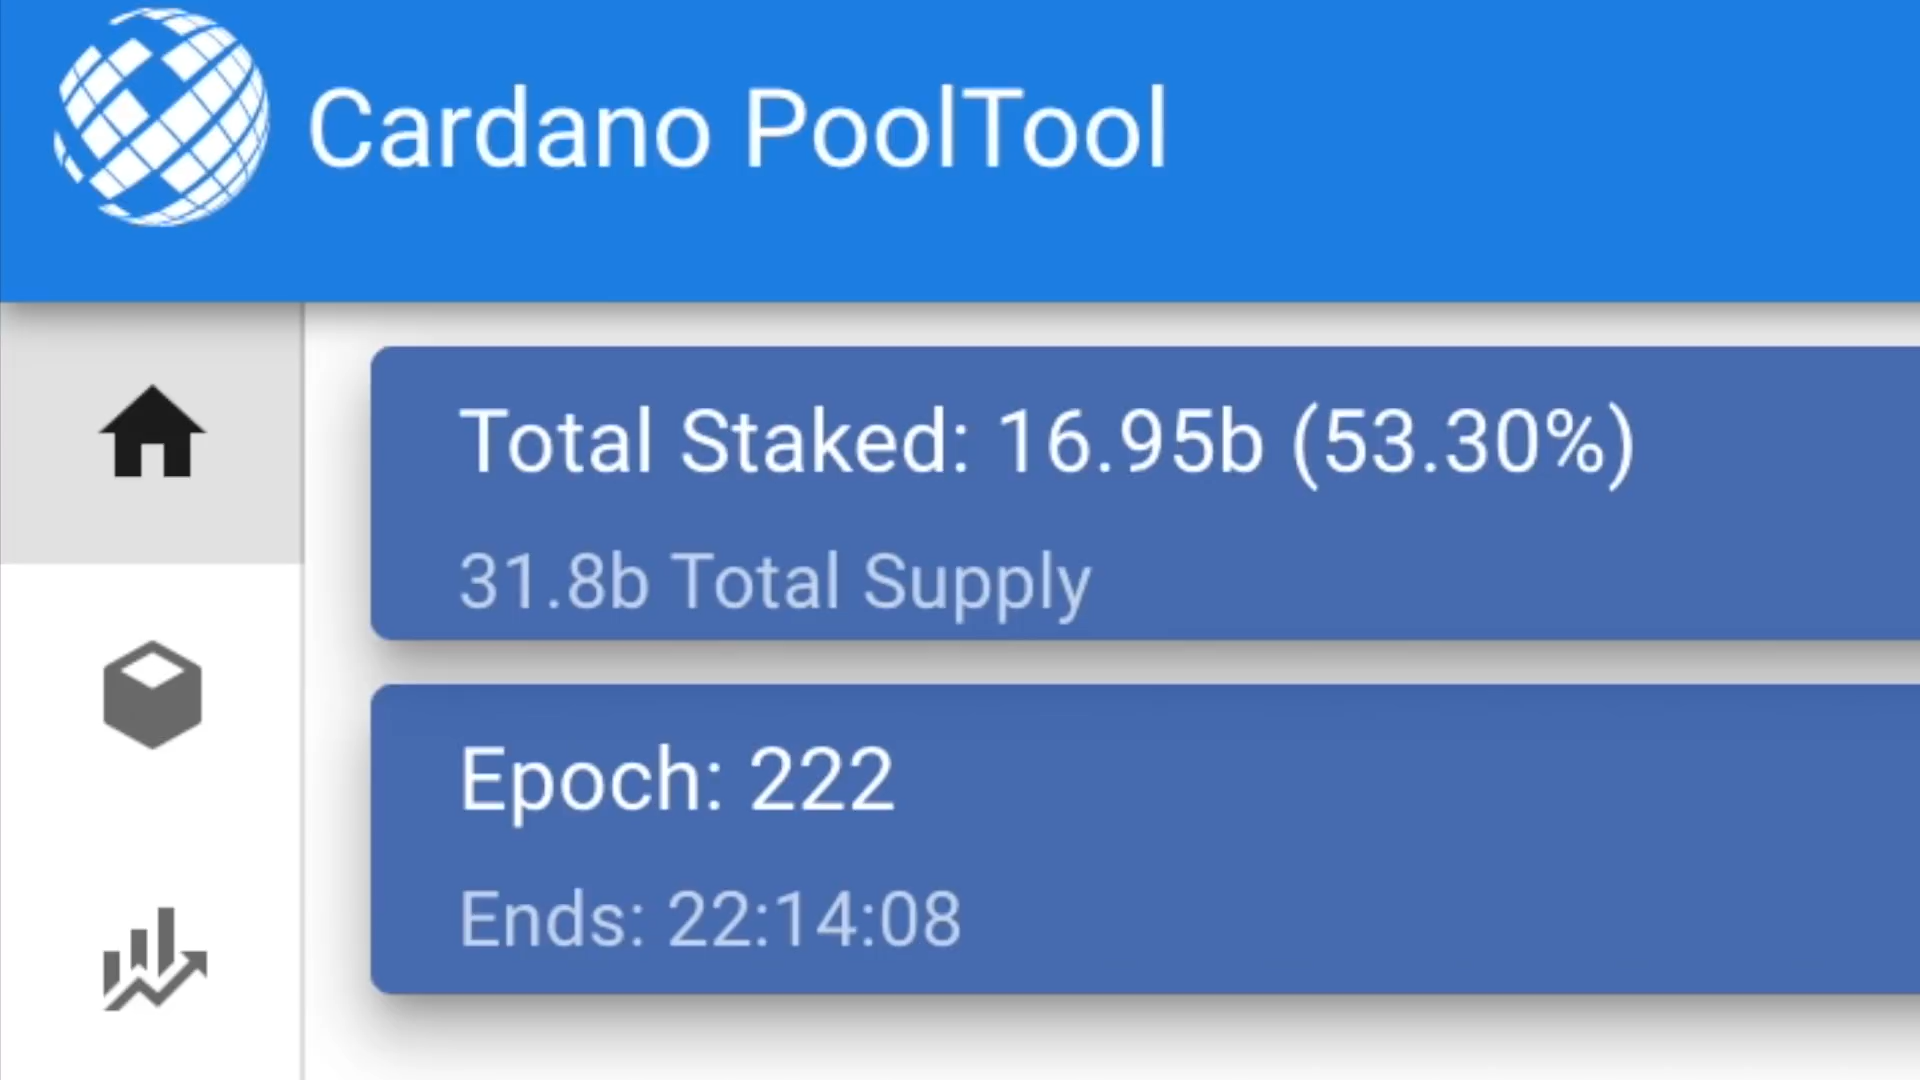 Cardano PoolTool
Total Staked: 16.95b (53.30%)
31.8b Total Supply
Epoch: 222
Ends: 22:14:08